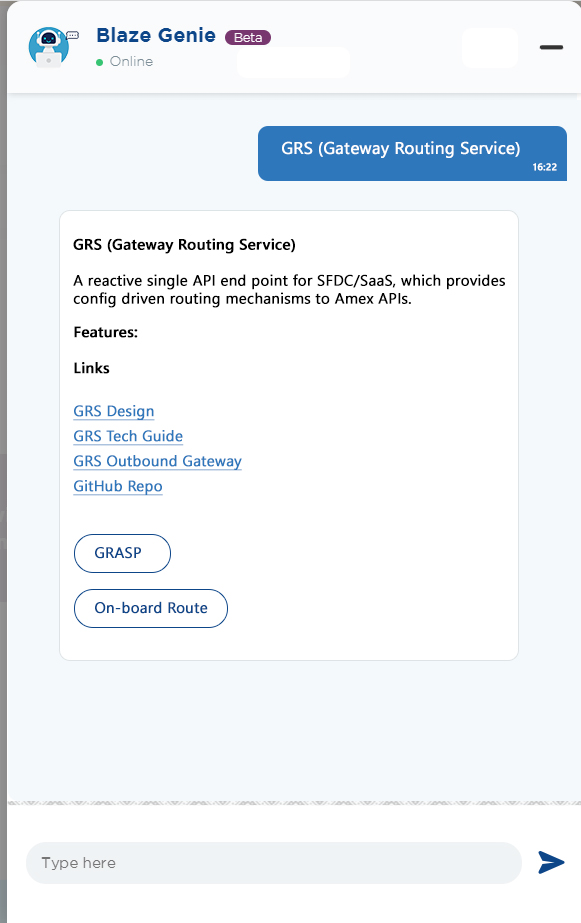 Blaze Genie Beta
Online
GRS (Gateway Routing Service)
16:22
GRS (Gateway Routing Service)
A reactive single API end point for SFDC/SaaS, which provides
config driven routing mechanisms to Amex APIs.
Features:
Links
GRS Design
GRS Tech Guide
GRS Outbound Gateway
GitHub Repo
GRASP
On-board Route
Type here